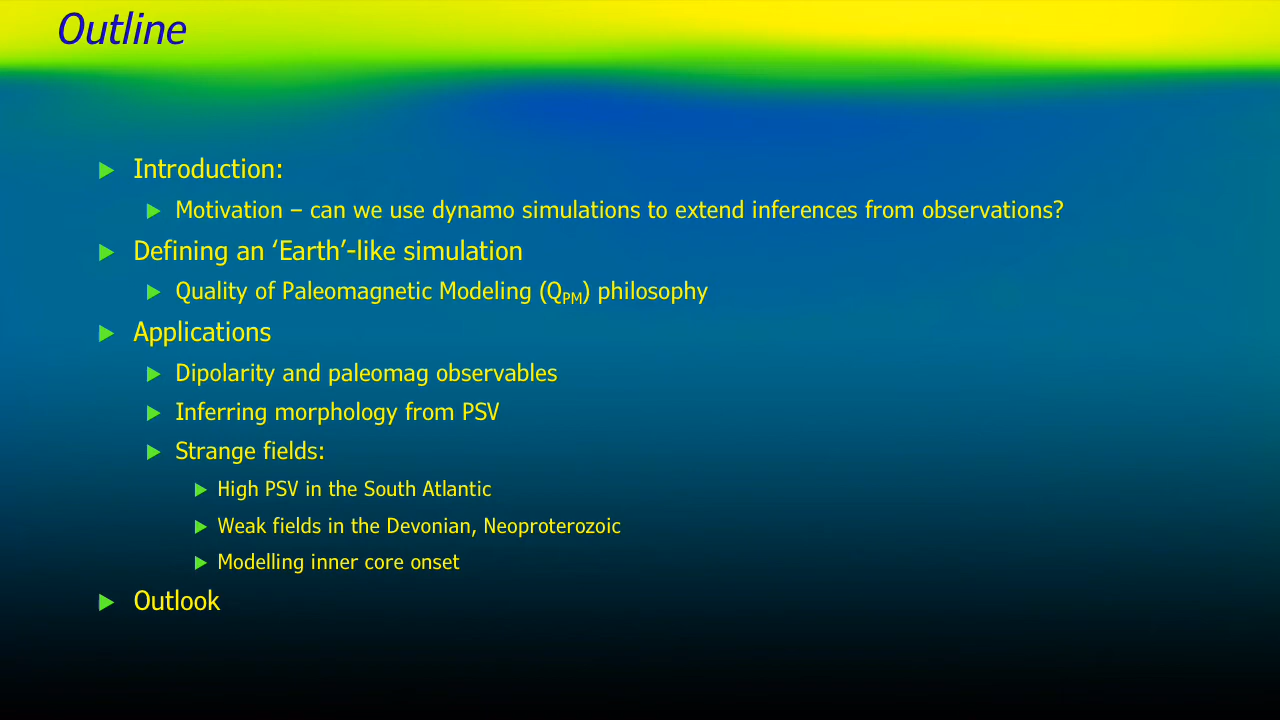 Outline
Introduction:
Motivation – can we use dynamo simulations to extend inferences from observations?
Defining an ‘Earth’-like simulation
Quality of Paleomagnetic Modeling (QPM) philosophy
Applications
Dipolarity and paleomag observables
Inferring morphology from PSV
Strange fields:
High PSV in the South Atlantic
Weak fields in the Devonian, Neoproterozoic
Modelling inner core onset
Outlook